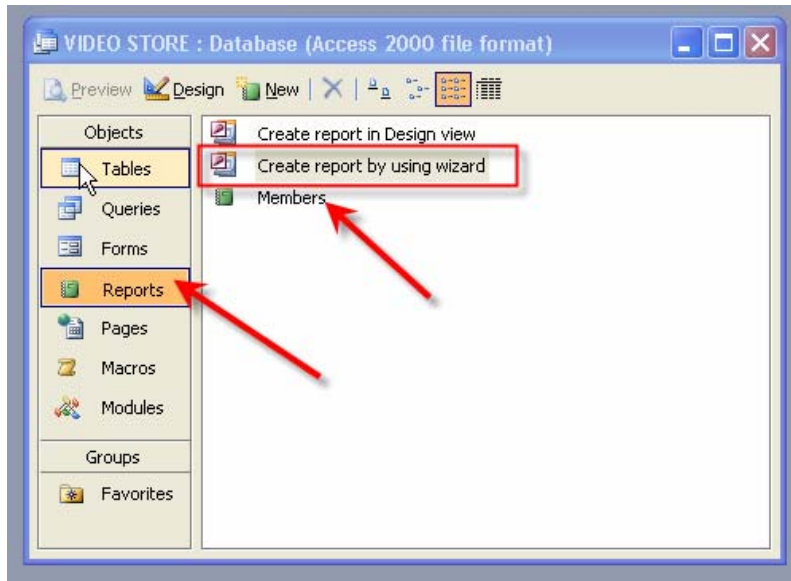 VIDEO STORE : Database (Access 2000 file format)
Preview Design New
Objects
Tables
Queries
Forms
Reports
Pages
Macros
Modules
Groups
Favorites
Create report in Design view
Create report by using wizard
Members